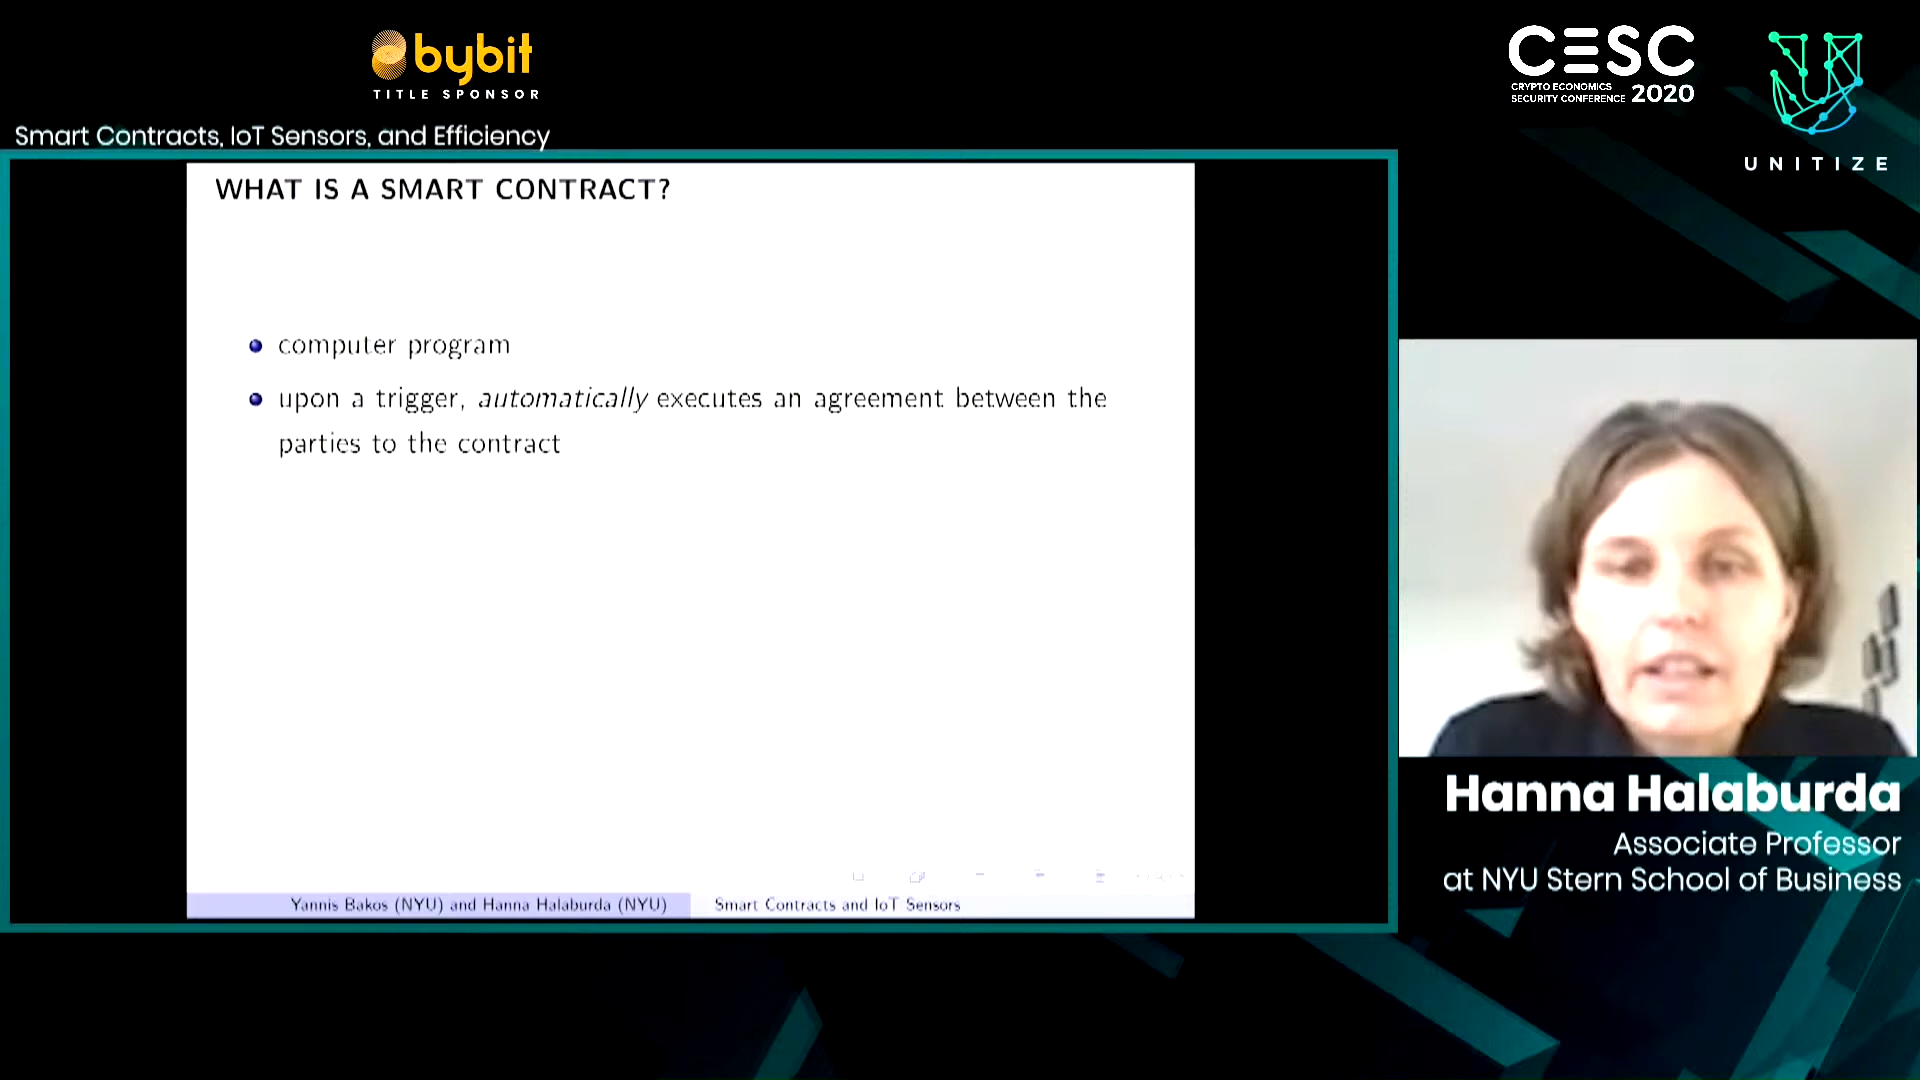 bybit
TITLE SPONSOR
CESC
CRYPTO ECONOMICS
SECURITY CONFERENCE 2020
UNITIZE
Smart Contracts, IoT Sensors, and Efficiency
WHAT IS A SMART CONTRACT?
computer program
upon a trigger, automatically executes an agreement between the
parties to the contract
Yannis Bakos (NYU) and Hanna Halaburda (NYU)
Smart Contracts and IoT Sensors
Hanna Halaburda
Associate Professor
at NYU Stern School of Business